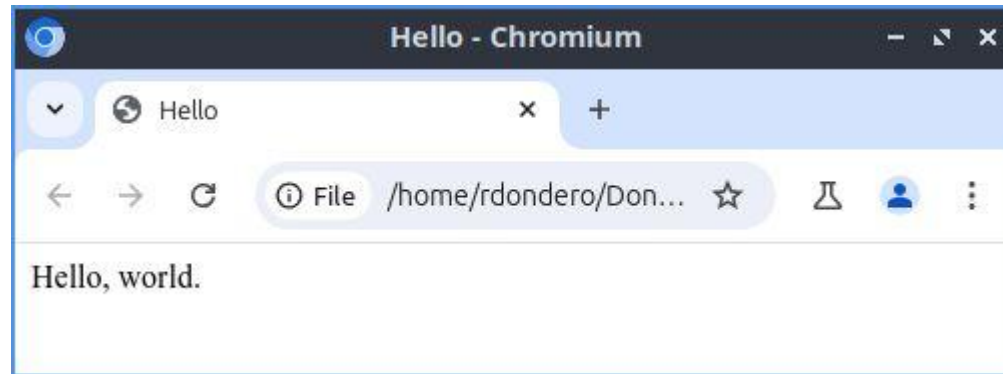 Hello - Chromium
Hello
File /home/rdondero/Don...
Hello, world.